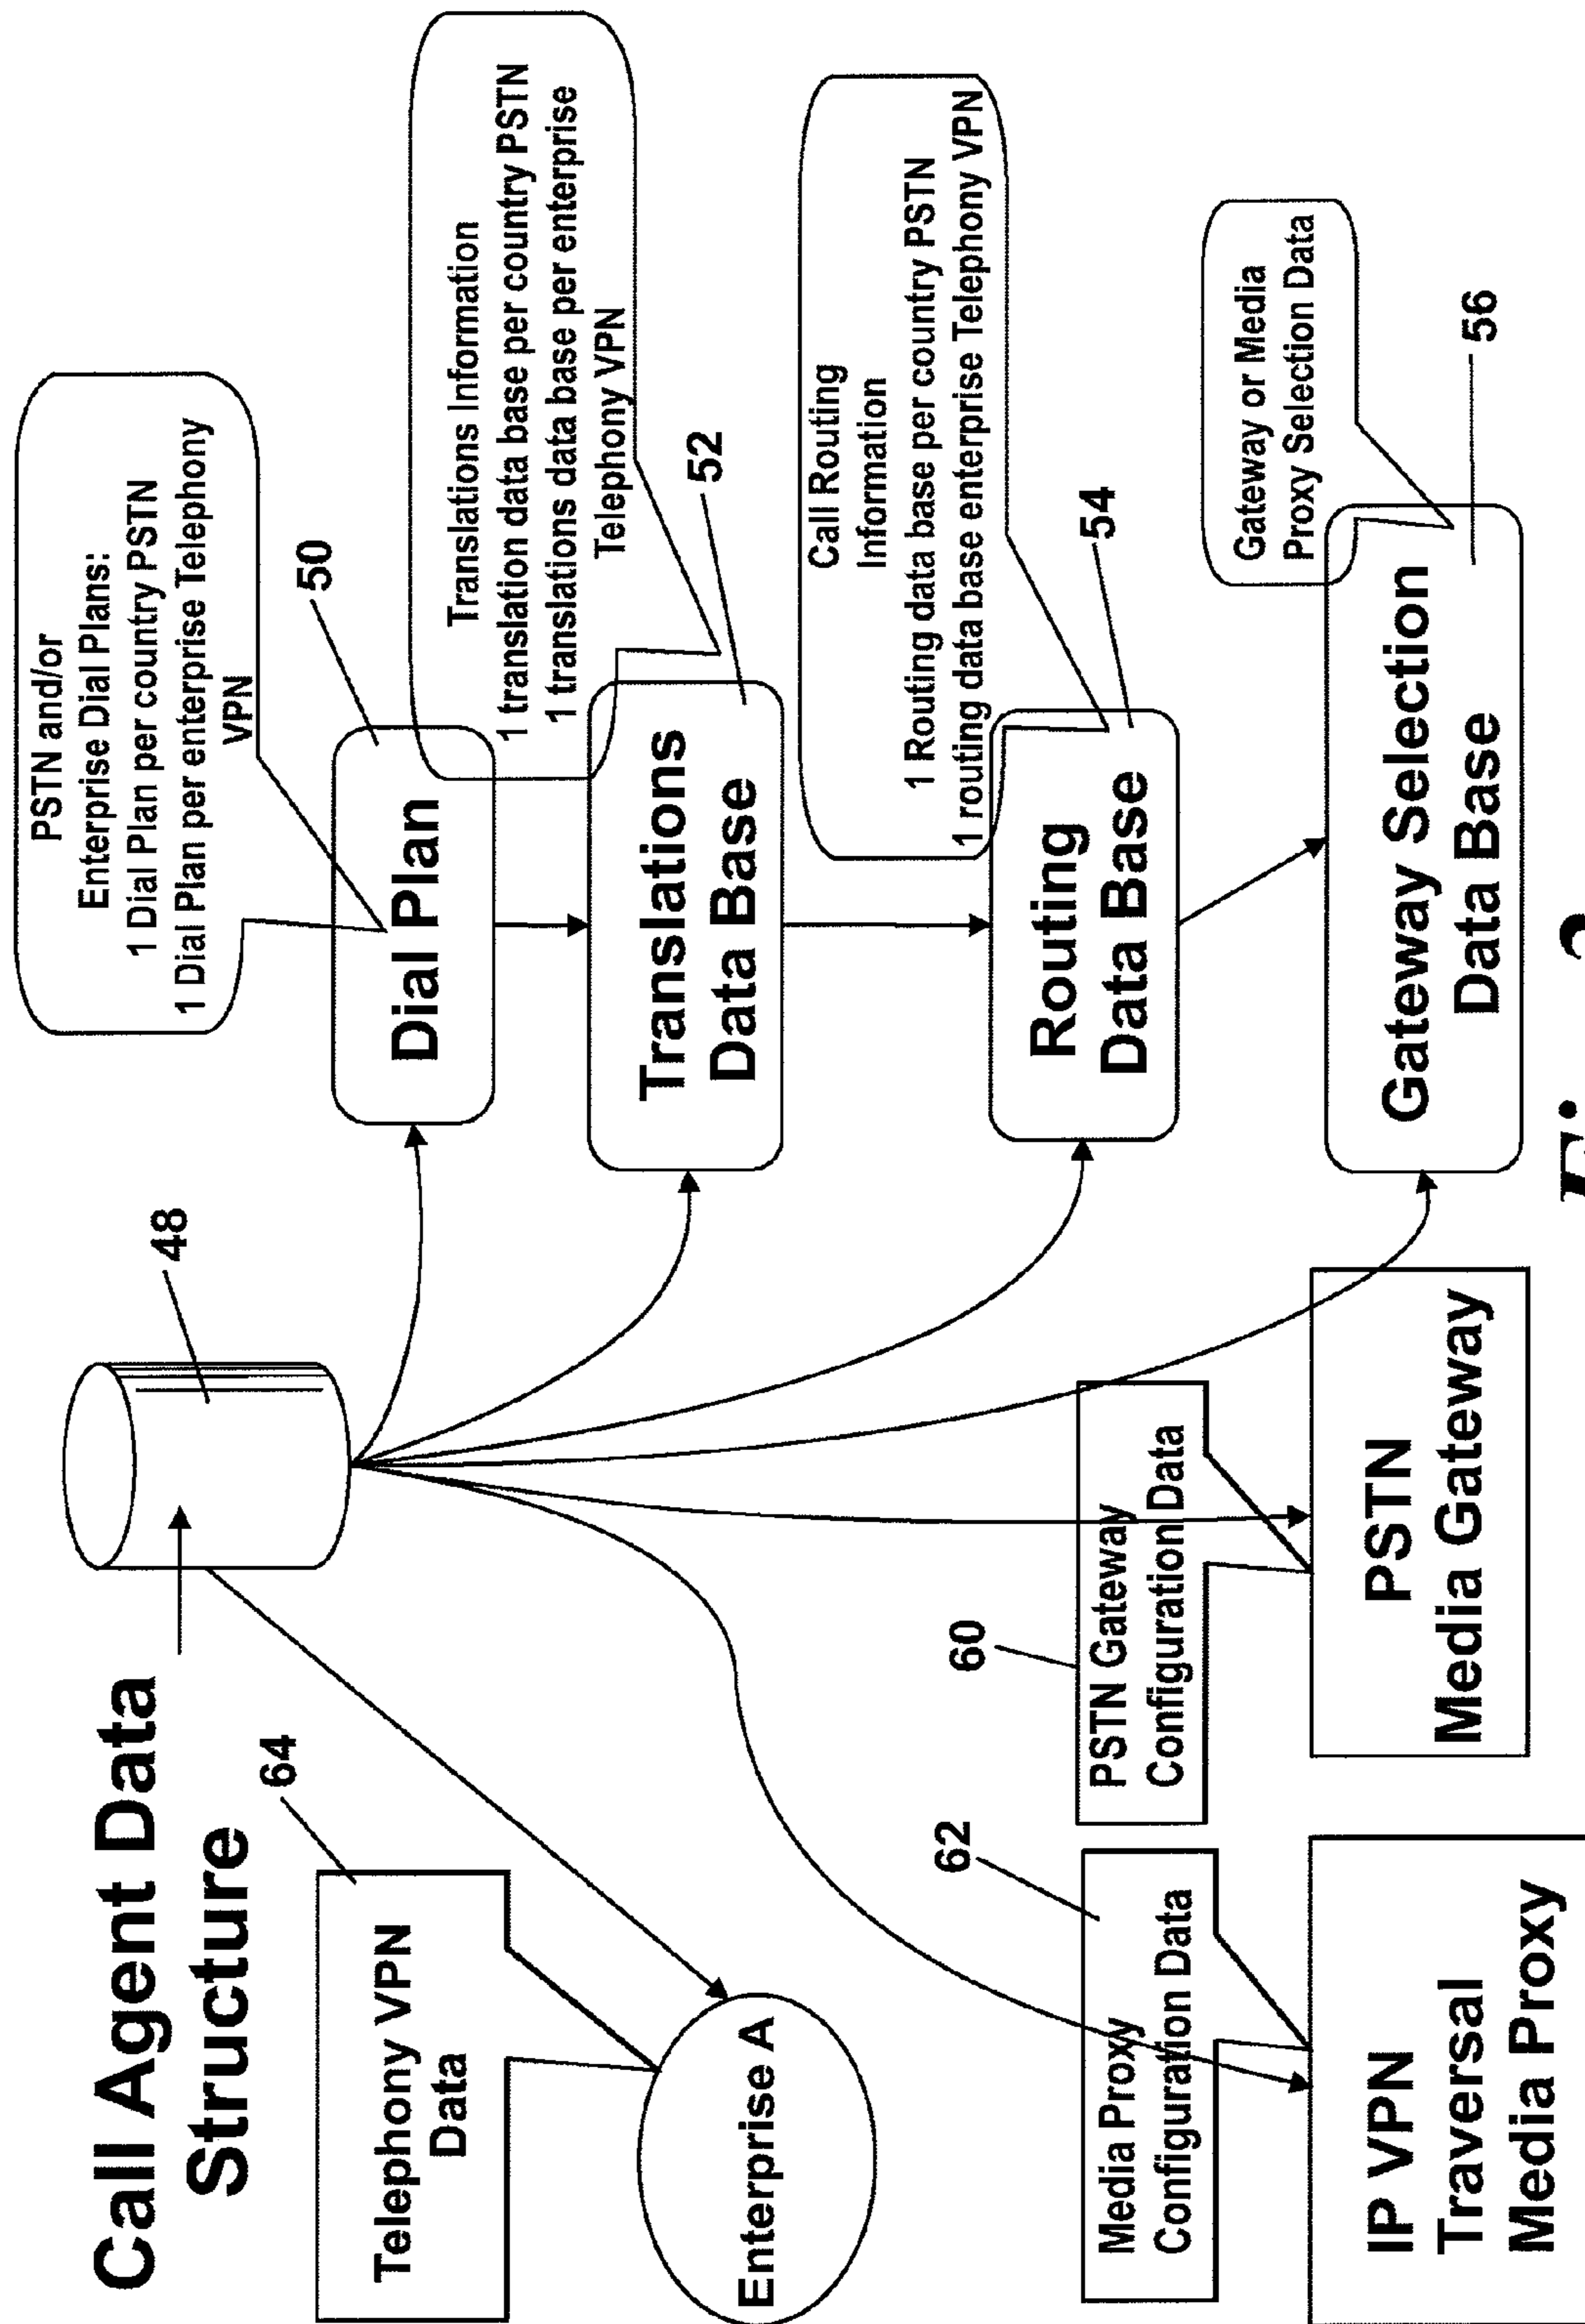 Call Agent Data
Structure
48
64
Telephony VPN
Data
Enterprise A
62
Media Proxy
Configuration Data
IP VPN
Traversal
Media Proxy
60
PSTN Gateway
Configuration Data
PSTN
Media Gateway
PSTN and/or
Enterprise Dial Plans:
1 Dial Plan per country PSTN
1 Dial Plan per enterprise Telephony
VPN
50
Dial Plan
Translations Information
1 translation data base per country PSTN
1 translations data base per enterprise
Telephony VPN
52
Translations
Data Base
Call Routing
Information
1 Routing data base per country PSTN
1 routing data base enterprise Telephony VPN
54
Routing
Data Base
Gateway or Media
Proxy Selection Data
56
Gateway Selection
Data Base